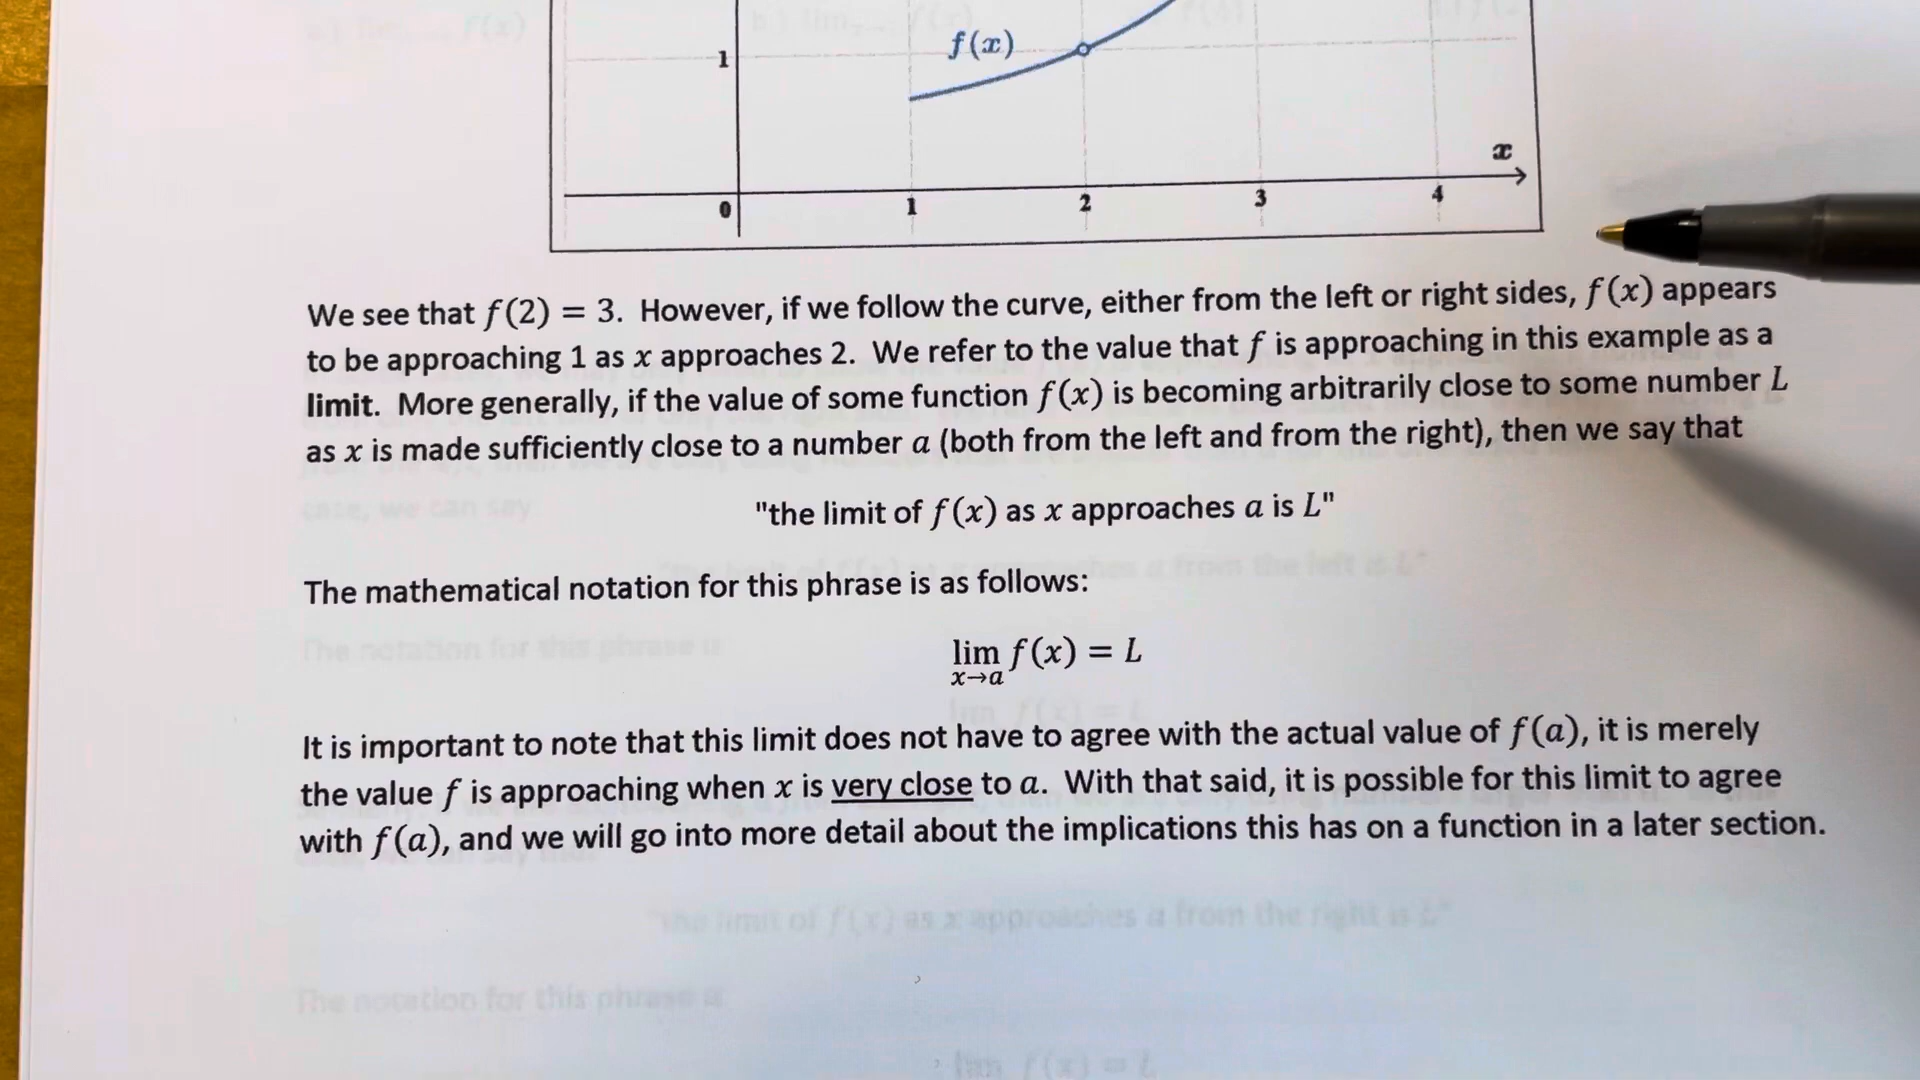 1
f(x)
x
0 1 2 3 4
We see that f(2) = 3. However, if we follow the curve, either from the left or right sides, f(x) appears
to be approaching 1 as x approaches 2. We refer to the value that f is approaching in this example as a
limit. More generally, if the value of some function f(x) is becoming arbitrarily close to some number L
as x is made sufficiently close to a number a (both from the left and from the right), then we say that
"the limit of f(x) as x approaches a is L"
The mathematical notation for this phrase is as follows:
lim f(x) = L
x→a
It is important to note that this limit does not have to agree with the actual value of f(a), it is merely
the value f is approaching when x is very close to a. With that said, it is possible for this limit to agree
with f(a), and we will go into more detail about the implications this has on a function in a later section.